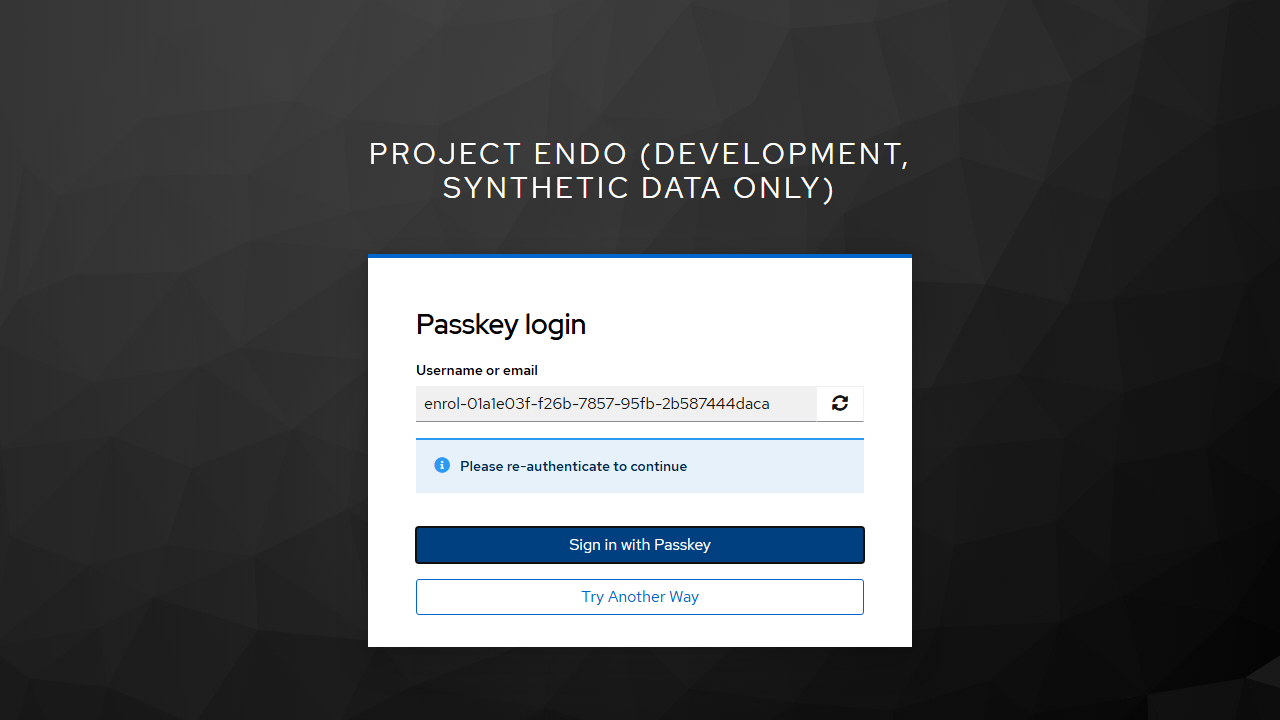 PROJECT ENDO (DEVELOPMENT,
SYNTHETIC DATA ONLY)
Passkey login
Username or email
enrol-01a1e03f-f26b-7857-95fb-2b587444daca
Please re-authenticate to continue
Sign in with Passkey
Try Another Way